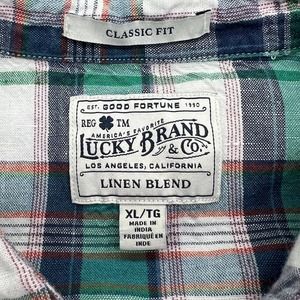 CLASSIC FIT
EST. GOOD FORTUNE 1990
REG TM
AMERICA'S FAVORITE
LUCKY BRAND
& CO.
LOS ANGELES, CALIFORNIA
LINEN BLEND
XL/TG
MADE IN
INDIA
FABRIQUÉ EN
INDE